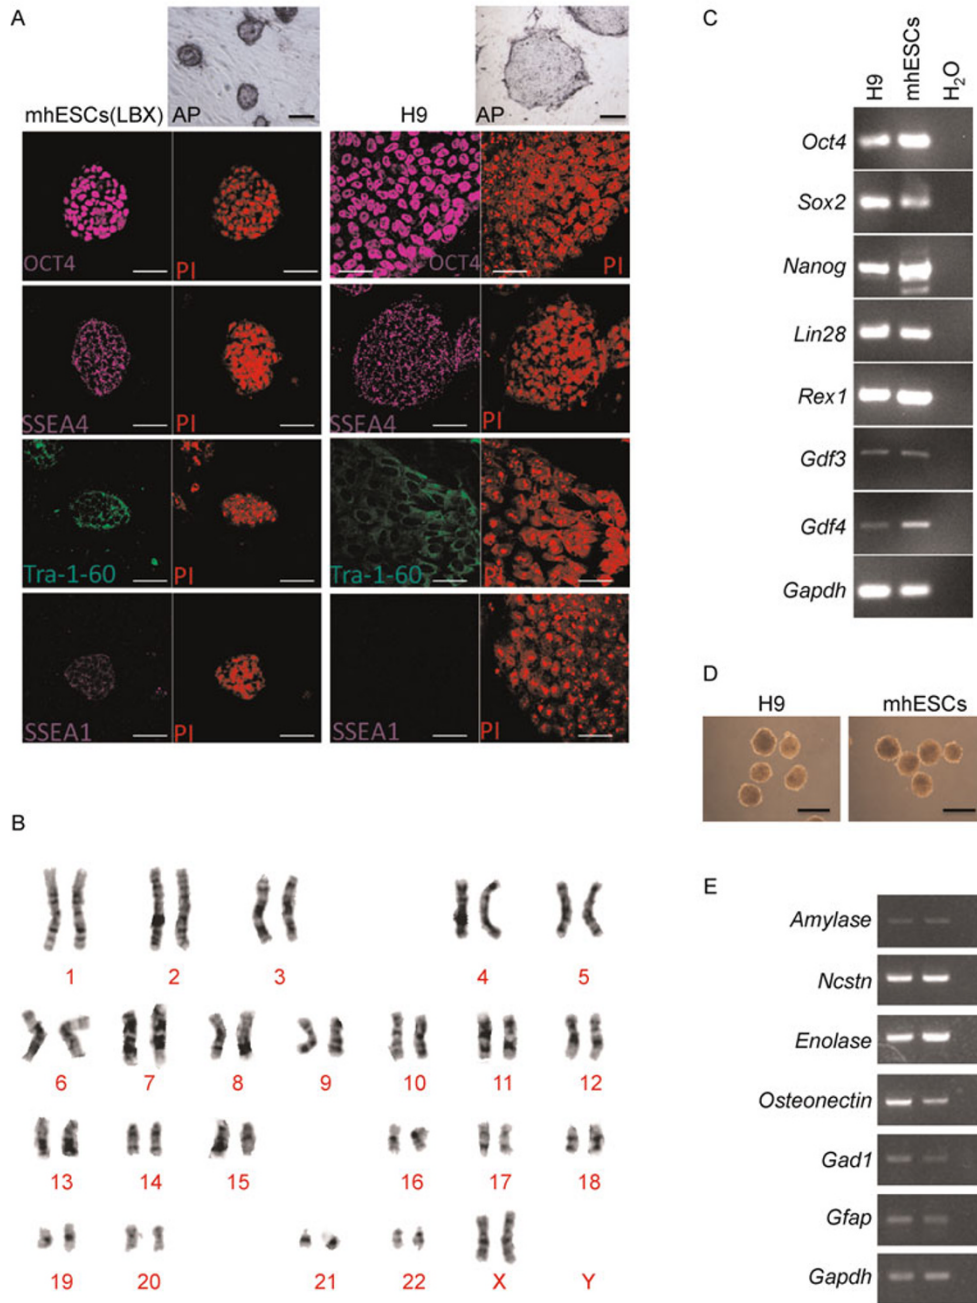 A
mhESCs(LBX)
AP
H9
AP
OCT4
PI
OCT4
PI
SSEA4
PI
SSEA4
PI
Tra-1-60
PI
Tra-1-60
PI
SSEA1
PI
SSEA1
PI
B
1 2 3 4 5
6 7 8 9 10 11 12
13 14 15 16 17 18
19 20 21 22 X Y
C
H9 mhESCs H2O
Oct4
Sox2
Nanog
Lin28
Rex1
Gdf3
Gdf4
Gapdh
D
H9 mhESCs
E
Amylase
Ncstn
Enolase
Osteonectin
Gad1
Gfap
Gapdh